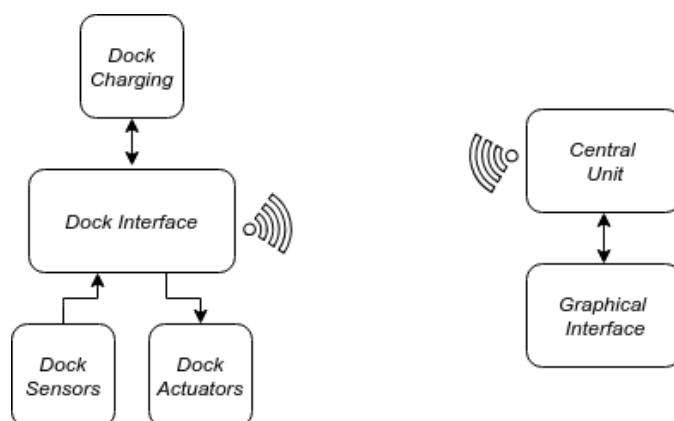 Dock
Charging
Central
Unit
Dock Interface
Graphical
Interface
Dock
Sensors
Dock
Actuators